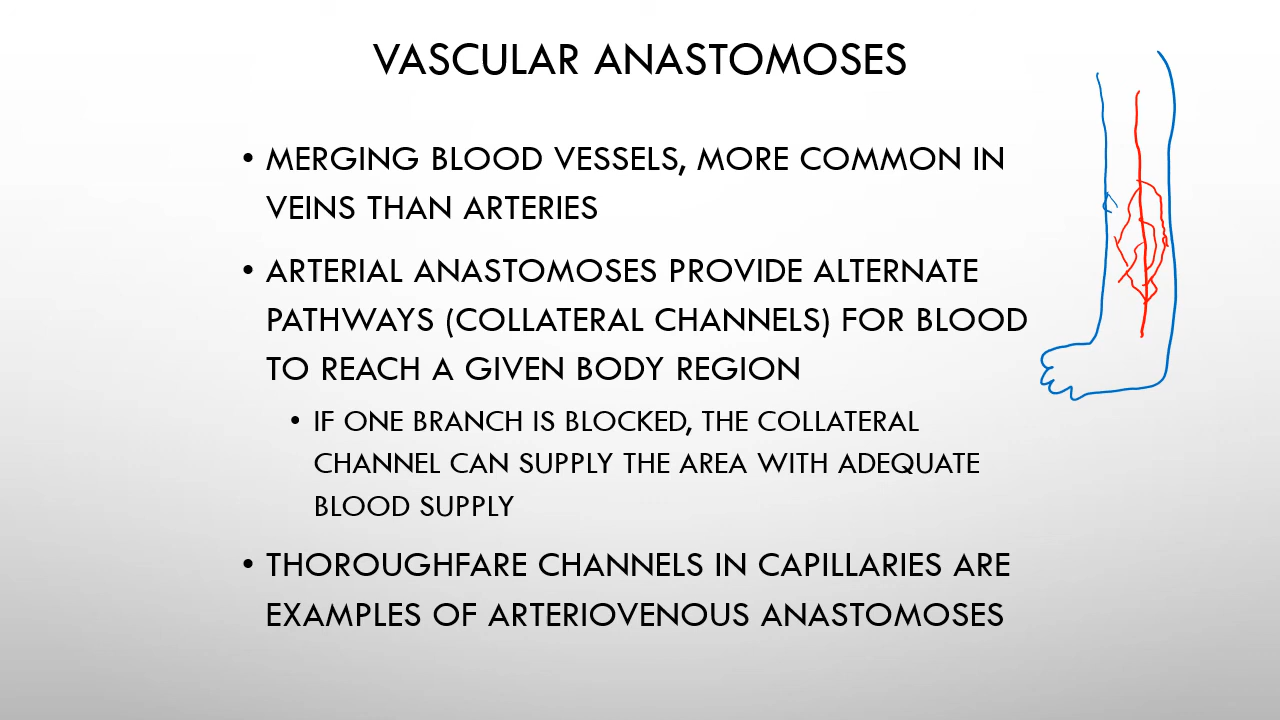 VASCULAR ANASTOMOSES
• MERGING BLOOD VESSELS, MORE COMMON IN
VEINS THAN ARTERIES
• ARTERIAL ANASTOMOSES PROVIDE ALTERNATE
PATHWAYS (COLLATERAL CHANNELS) FOR BLOOD
TO REACH A GIVEN BODY REGION
• IF ONE BRANCH IS BLOCKED, THE COLLATERAL
CHANNEL CAN SUPPLY THE AREA WITH ADEQUATE
BLOOD SUPPLY
• THOROUGHFARE CHANNELS IN CAPILLARIES ARE
EXAMPLES OF ARTERIOVENOUS ANASTOMOSES